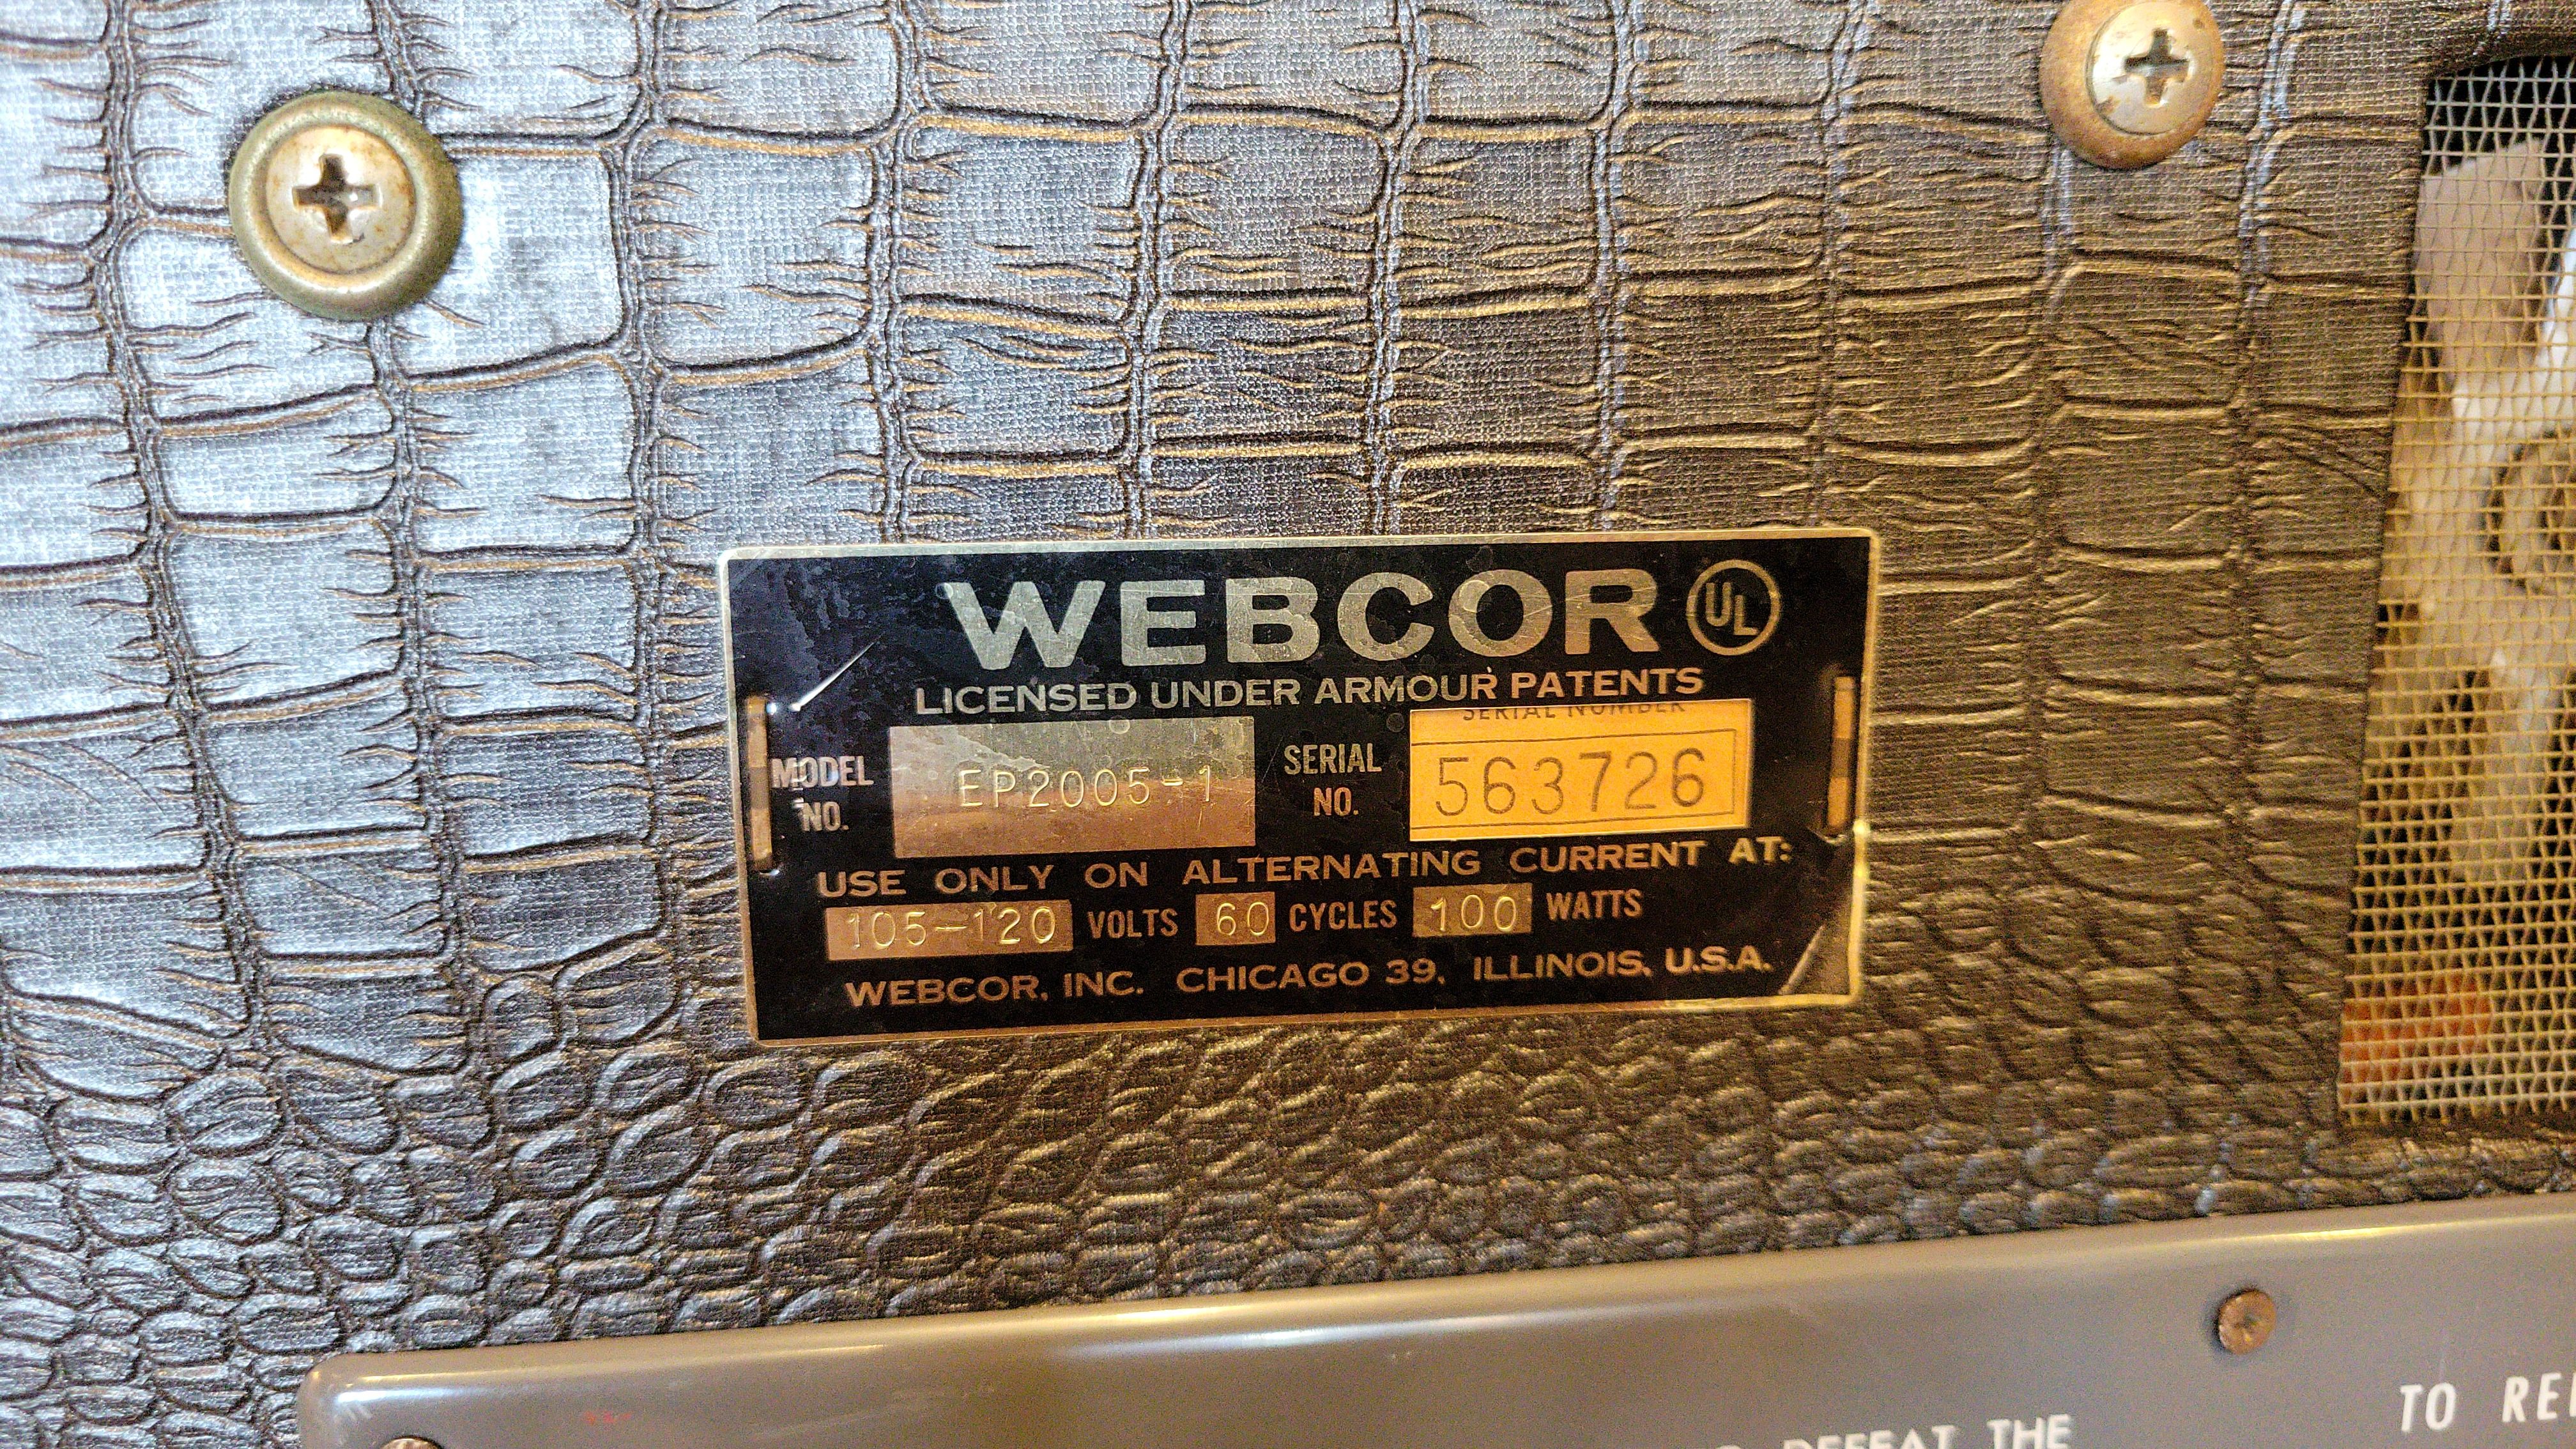 WEBCOR UL
LICENSED UNDER ARMOUR PATENTS
MODEL NO. EP2005-1
SERIAL NO. SERIAL NUMBER 563726
USE ONLY ON ALTERNATING CURRENT AT:
105-120 VOLTS 60 CYCLES 100 WATTS
WEBCOR, INC. CHICAGO 39, ILLINOIS, U.S.A.
TO
DEFEAT THE